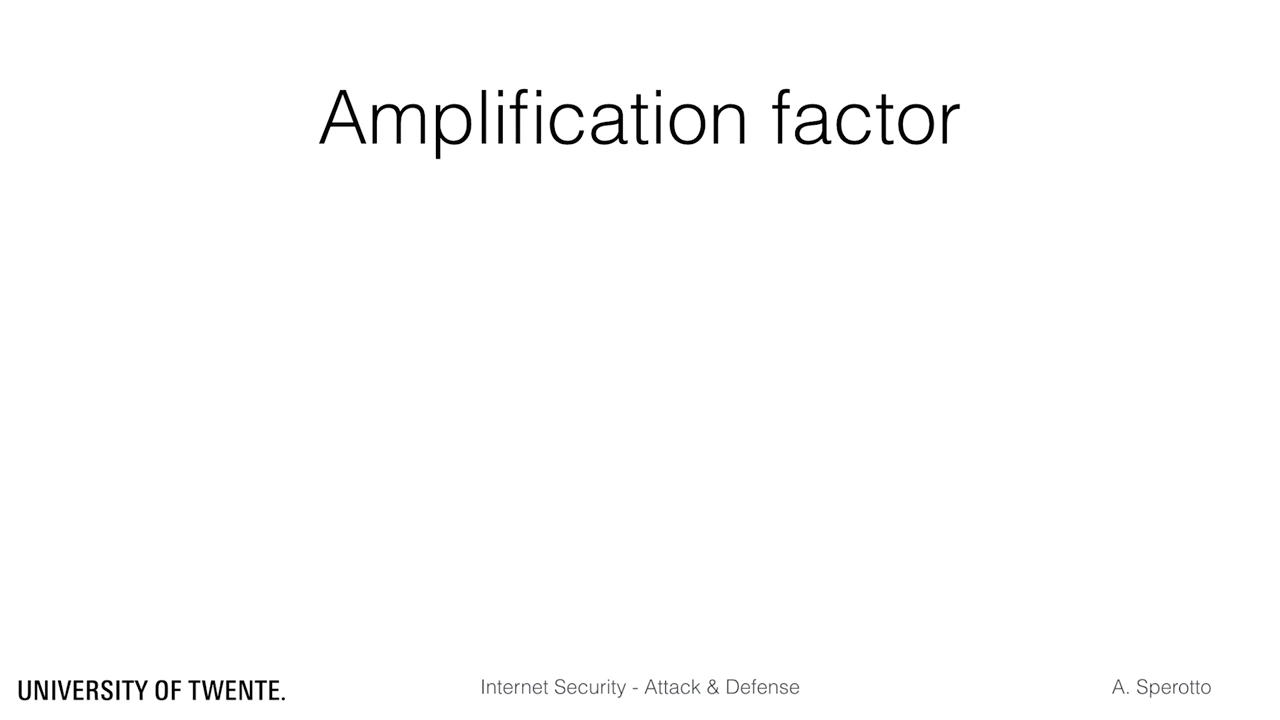 Amplification factor
UNIVERSITY OF TWENTE.
Internet Security - Attack & Defense
A. Sperotto